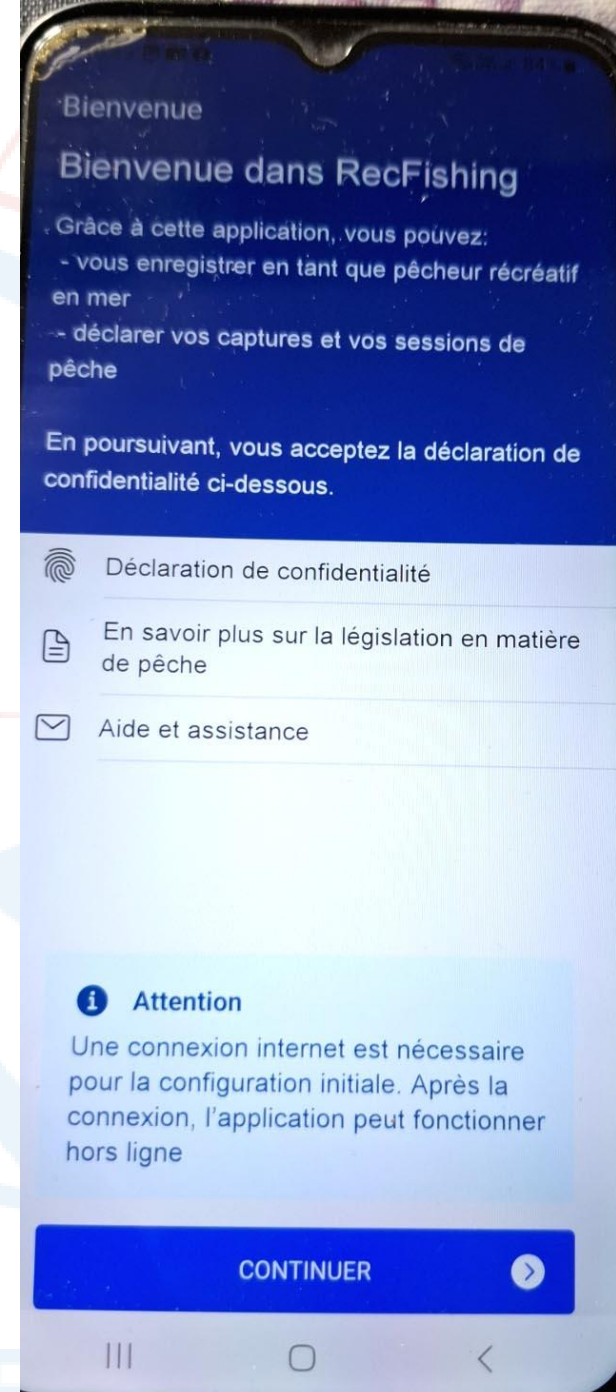 Bienvenue
Bienvenue dans RecFishing
Grâce à cette application, vous pouvez:
- vous enregistrer en tant que pêcheur récréatif
en mer
- déclarer vos captures et vos sessions de
pêche
En poursuivant, vous acceptez la déclaration de
confidentialité ci-dessous.
Déclaration de confidentialité
En savoir plus sur la législation en matière
de pêche
Aide et assistance
Attention
Une connexion internet est nécessaire
pour la configuration initiale. Après la
connexion, l'application peut fonctionner
hors ligne
CONTINUER